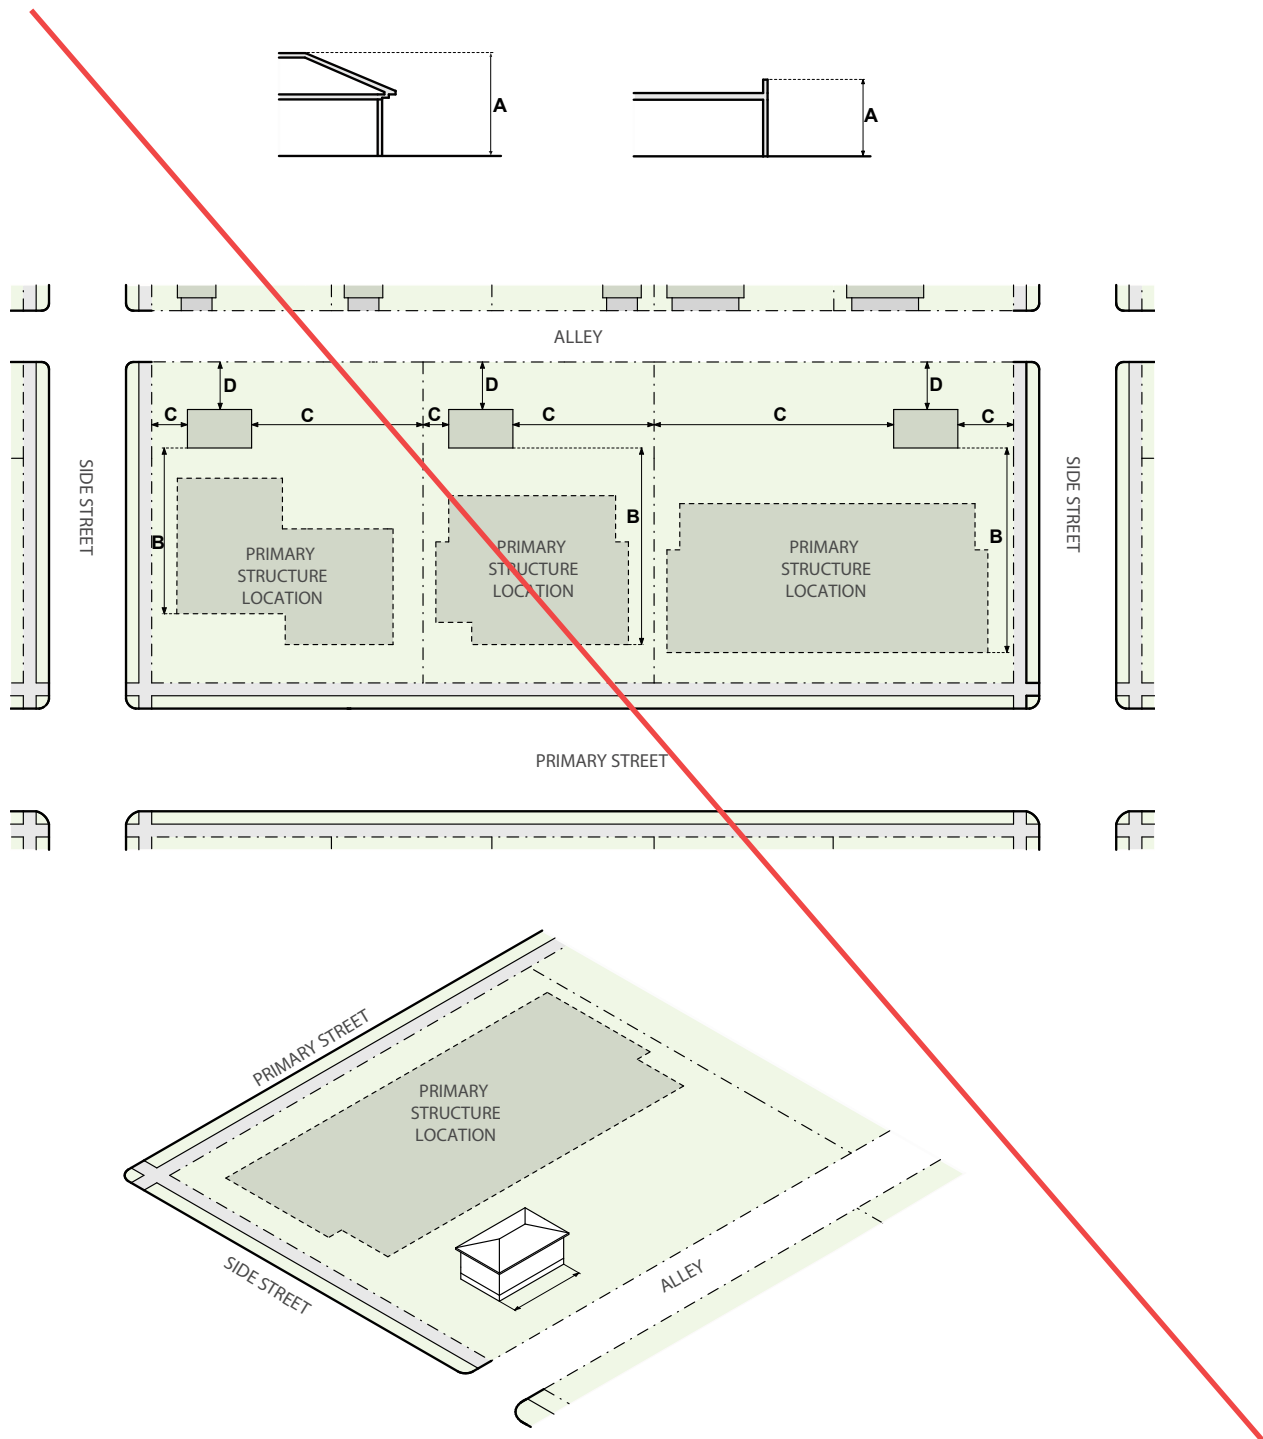 A
A
ALLEY
D
D
D
C
C
C
C
C
C
SIDE STREET
SIDE STREET
B
B
B
PRIMARY
STRUCTURE
LOCATION
PRIMARY
STRUCTURE
LOCATION
PRIMARY
STRUCTURE
LOCATION
PRIMARY STREET
PRIMARY STREET
PRIMARY
STRUCTURE
LOCATION
SIDE STREET
ALLEY